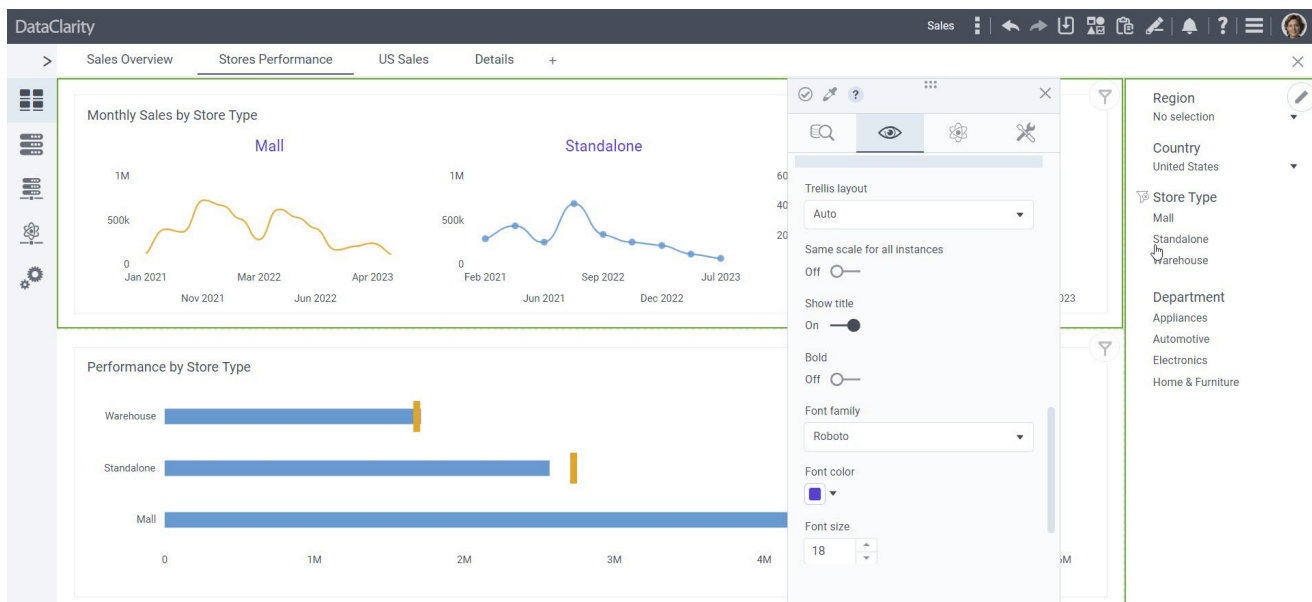 DataClarity
Sales
?
>
Sales Overview
Stores Performance
US Sales
Details
+
Monthly Sales by Store Type
Mall
1M
500k
0
Jan 2021
Mar 2022
Apr 2023
Nov 2021
Jun 2022
Standalone
1M
500k
0
Feb 2021
Sep 2022
Jul 2023
Jun 2021
Dec 2022
60
40
20
023
Performance by Store Type
Warehouse
Standalone
Mall
0
1M
2M
3M
4M
6M
?
Trellis layout
Auto
Same scale for all instances
Off
Show title
On
Bold
Off
Font family
Roboto
Font color
Font size
18
Region
No selection
Country
United States
Store Type
Mall
Standalone
Warehouse
Department
Appliances
Automotive
Electronics
Home & Furniture